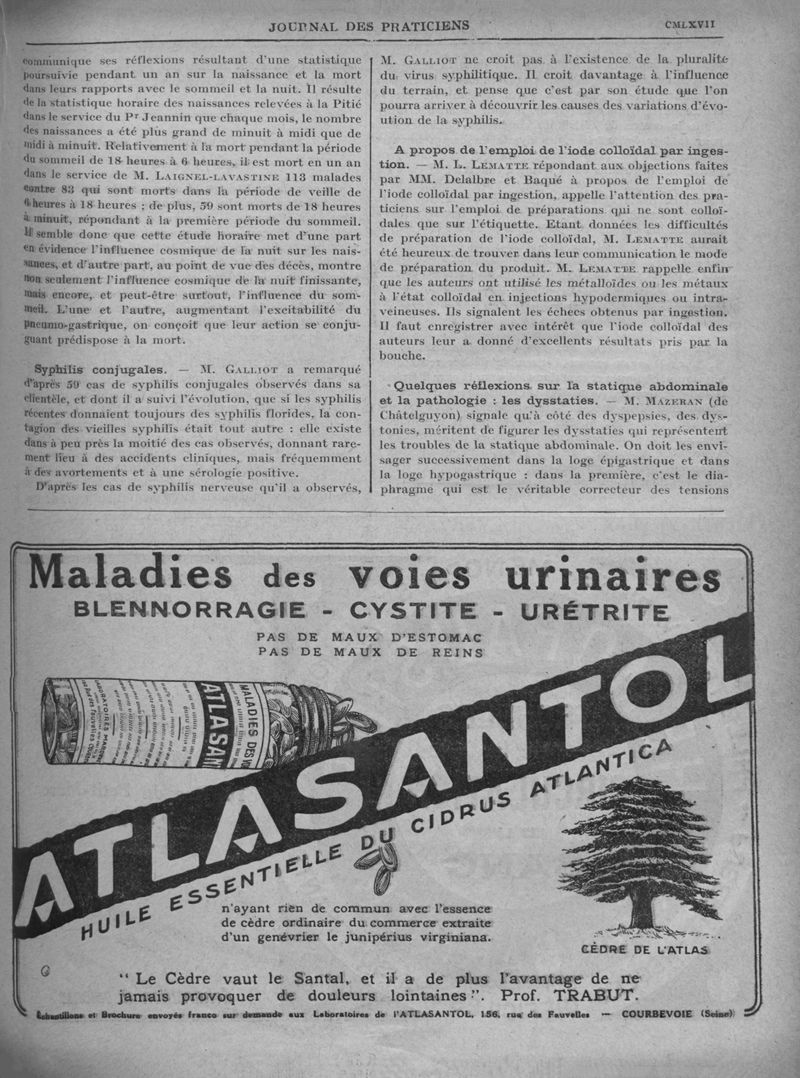 JOURNAL DES PRATICIENS
CMLXVII
communique ses réflexions résultant d'une statistique
poursuivie pendant un an sur la naissance et la mort
dans leurs rapports avec le sommeil et la nuit. Il résulte
de la statistique horaire des naissances relevées à la Pitié
dans le service du Pr Jeannin que chaque mois, le nombre
des naissances a été plus grand de minuit à midi que de
midi à minuit. Relativement à la mort pendant la période
du sommeil de 18 heures à 6 heures, il est mort en un an
dans le service de M. LAIGNEL-LAVASTINE 113 malades
contre 83 qui sont morts dans la période de veille de
6 heures à 18 heures ; de plus, 59 sont morts de 18 heures
à minuit, répondant à la première période du sommeil.
Il semble donc que cette étude horaire met d'une part
en évidence l'influence cosmique de la nuit sur les nais-
sances, et d'autre part, au point de vue des décès, montre
non seulement l'influence cosmique de la nuit finissante,
mais encore, et peut-être surtout, l'influence du som-
meil. L'une et l'autre, augmentant l'excitabilité du
pneumo-gastrique, on conçoit que leur action se conju-
guant prédispose à la mort.
Syphilis conjugales. — M. GALLIOT a remarqué
d'après 59 cas de syphilis conjugales observés dans sa
clientèle, et dont il a suivi l'évolution, que si les syphilis
récentes donnaient toujours des syphilis florides, la con-
tagion des vieilles syphilis était tout autre : elle existe
dans à peu près la moitié des cas observés, donnant rare-
ment lieu à des accidents cliniques, mais fréquemment
à des avortements et à une sérologie positive.
D'après les cas de syphilis nerveuse qu'il a observés,
M. GALLIOT ne croit pas à l'existence de la pluralité
du virus syphilitique. Il croit davantage à l'influence
du terrain, et pense que c'est par son étude que l'on
pourra arriver à découvrir les causes des variations d'évo-
ution de la syphilis.
A propos de l'emploi de l'iode colloïdal par inges-
tion. — M. L. LEMATTE répondant aux objections faites
par MM. Delalbre et Baqué à propos de l'emploi de
l'iode colloïdal par ingestion, appelle l'attention des pra-
ticiens sur l'emploi de préparations qui ne sont colloï-
dales que sur l'étiquette. Etant données les difficultés
de préparation de l'iode colloïdal, M. LEMATTE aurait
été heureux de trouver dans leur communication le mode
de préparation du produit. M. LEMATTE rappelle enfin
que les auteurs ont utilisé les métalloïdes ou les métaux
à l'état colloïdal en injections hypodermiques ou intra-
veineuses. Ils signalent les échecs obtenus par ingestion.
Il faut enregistrer avec intérêt que l'iode colloïdal des
auteurs leur a donné d'excellents résultats pris par la
bouche.
Quelques réflexions sur la statique abdominale
et la pathologie : les dysstaties. — M. MAZERAN (de
Châtelguyon) signale qu'à côté des dyspepsies, des dys-
tonies, méritent de figurer les dysstaties qui représentent
les troubles de la statique abdominale. On doit les envi-
sager successivement dans la loge épigastrique et dans
la loge hypogastrique : dans la première, c'est le dia-
phragme qui est le véritable correcteur des tensions
Maladies des voies urinaires
BLENNORRAGIE - CYSTITE - URÉTRITE
PAS DE MAUX D'ESTOMAC
PAS DE MAUX DE REINS
MALADIES DES VO
ATLASAN
ATLASANTOL
HUILE ESSENTIELLE DU CIDRUS ATLANTICA
n'ayant rien de commun avec l'essence
de cèdre ordinaire du commerce extraite
d'un genévrier le junipérius virginiana.
CÈDRE DE L'ATLAS
" Le Cèdre vaut le Santal, et il a de plus l'avantage de ne
jamais provoquer de douleurs lointaines ". Prof. TRABUT.
Échantillons et Brochure envoyés franco sur demande aux Laboratoires de l'ATLASANTOL, 156, rue des Fauvelles — COURBEVOIE (Seine)